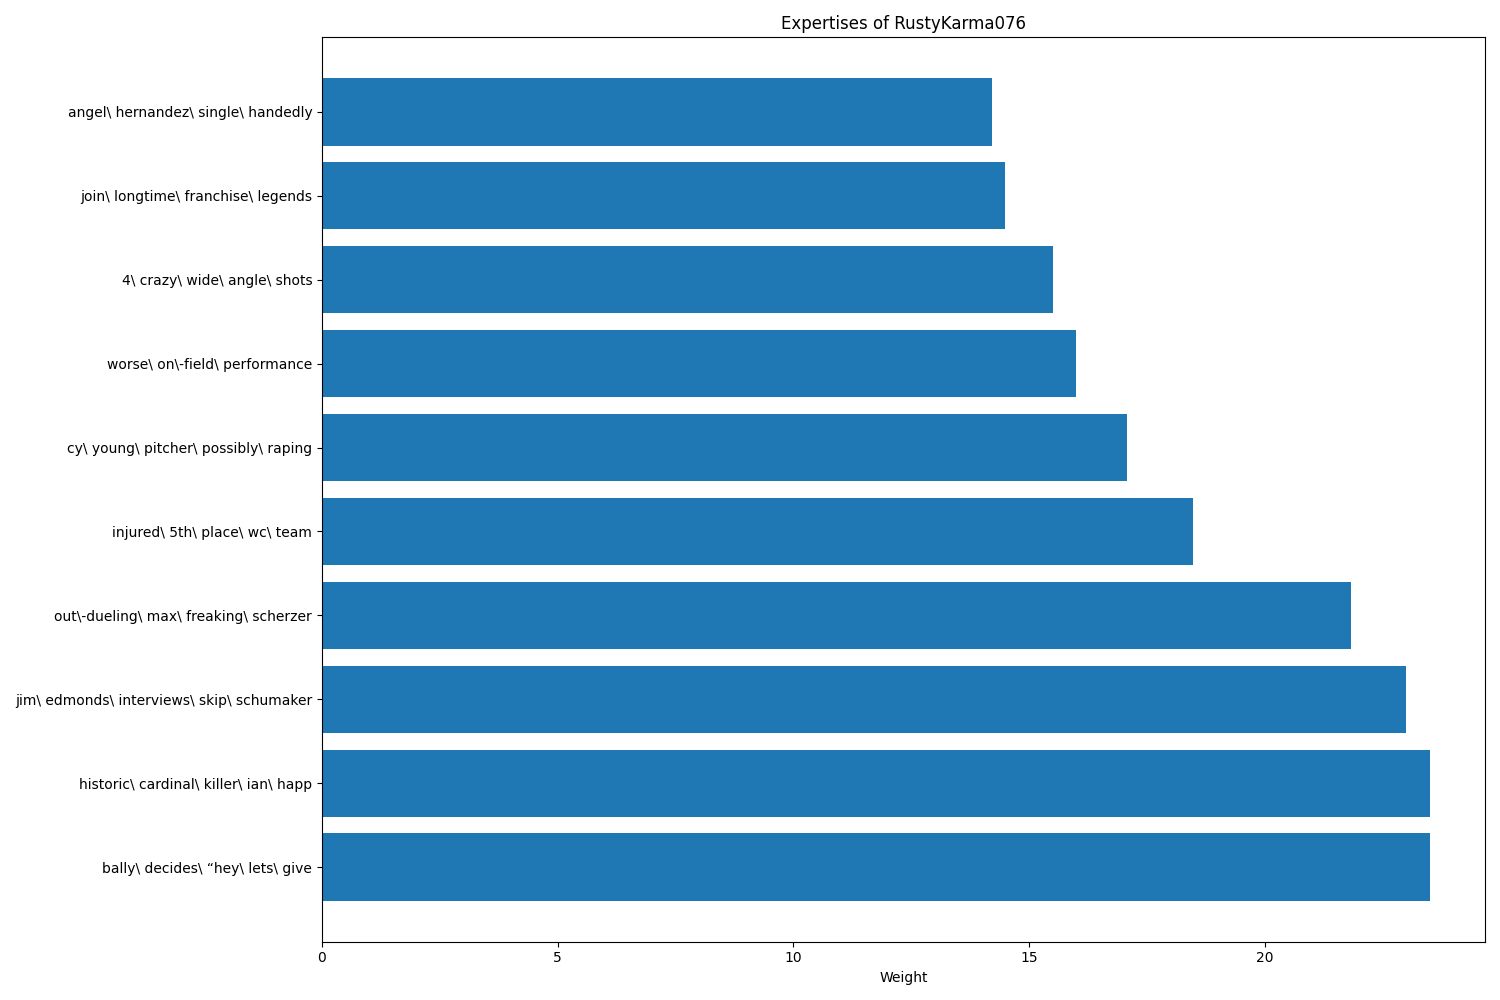 Expertises of RustyKarma076
angel\ hernandez\ single\ handedly
join\ longtime\ franchise\ legends
4\ crazy\ wide\ angle\ shots
worse\ on\-field\ performance
cy\ young\ pitcher\ possibly\ raping
injured\ 5th\ place\ wc\ team
out\-dueling\ max\ freaking\ scherzer
jim\ edmonds\ interviews\ skip\ schumaker
historic\ cardinal\ killer\ ian\ happ
bally\ decides\ “hey\ lets\ give
0 5 10 15 20
Weight